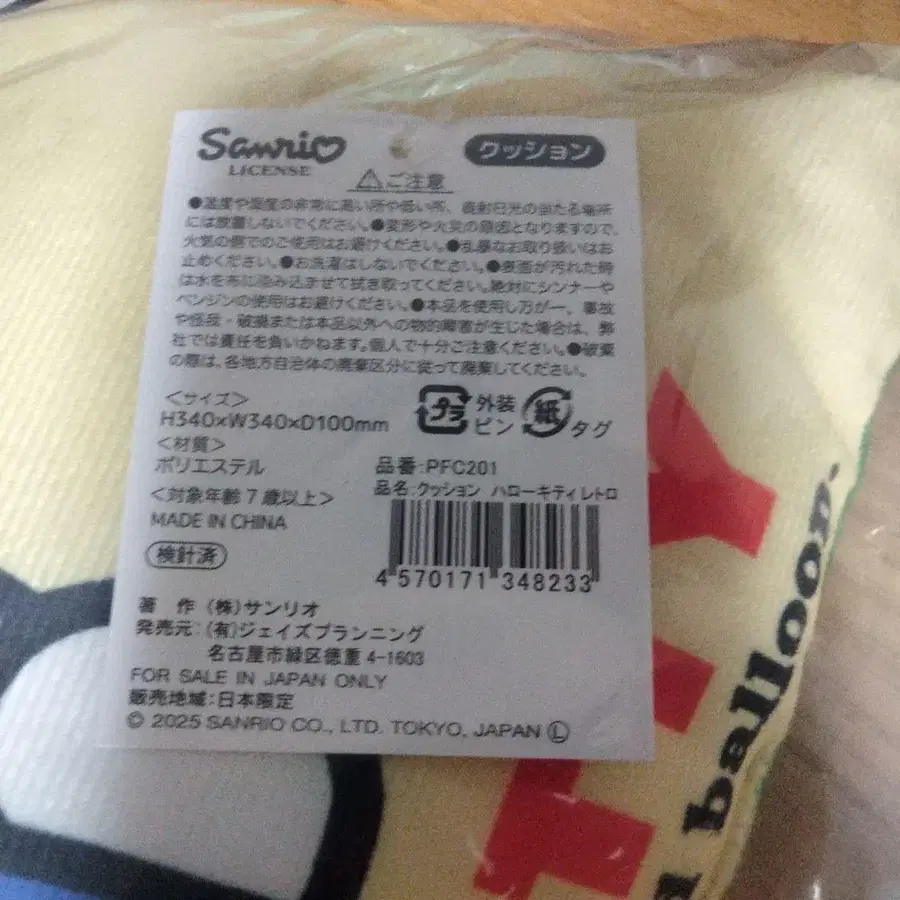 Sanrio
LICENSE
クッション
⚠ご注意
●温度や湿度の非常に高い所や低い所、直射日光の当たる場所
には放置しないでください。●変形や火災の原因となりますので、
火気の側でのご使用はお避けください。●乱暴なお取り扱いはお
止めください。●お洗濯はしないでください。●表面が汚れた時
は水を布に染み込ませて拭き取ってください。絶対にシンナーや
ベンジンの使用はお避けください。●本品を使用し万が一、事故
や怪我・破損または本品以外への物的障害が生じた場合は、弊
社では責任を負いかねます。個人で十分ご注意ください。●破棄
の際は、各地方自治体の廃棄区分に従って廃棄してください。
<サイズ>
H340×W340×D100mm
プラ 外装 ピン
紙 タグ
<材質>
ポリエステル
<対象年齢7歳以上>
MADE IN CHINA
検針済
品番:PFC201
品名:クッション ハローキティ レトロ
4570171 348233
著 作 (株)サンリオ
発売元:(有)ジェイズプランニング
名古屋市緑区徳重4-1603
FOR SALE IN JAPAN ONLY
販売地域:日本限定
© 2025 SANRIO CO., LTD. TOKYO, JAPAN Ⓛ
TY
balloon.